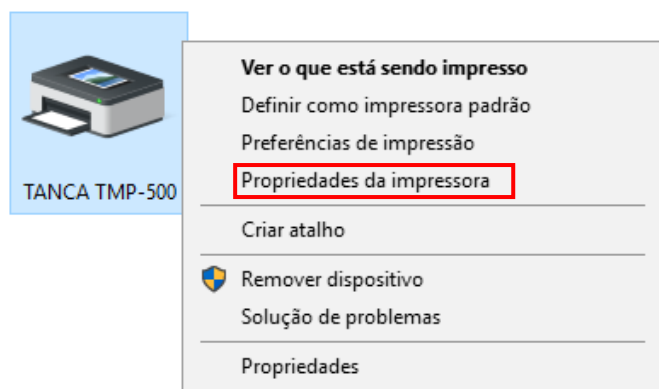 Ver o que está sendo impresso
Definir como impressora padrão
Preferências de impressão
Propriedades da impressora
TANCA TMP-500
Criar atalho
Remover dispositivo
Solução de problemas
Propriedades